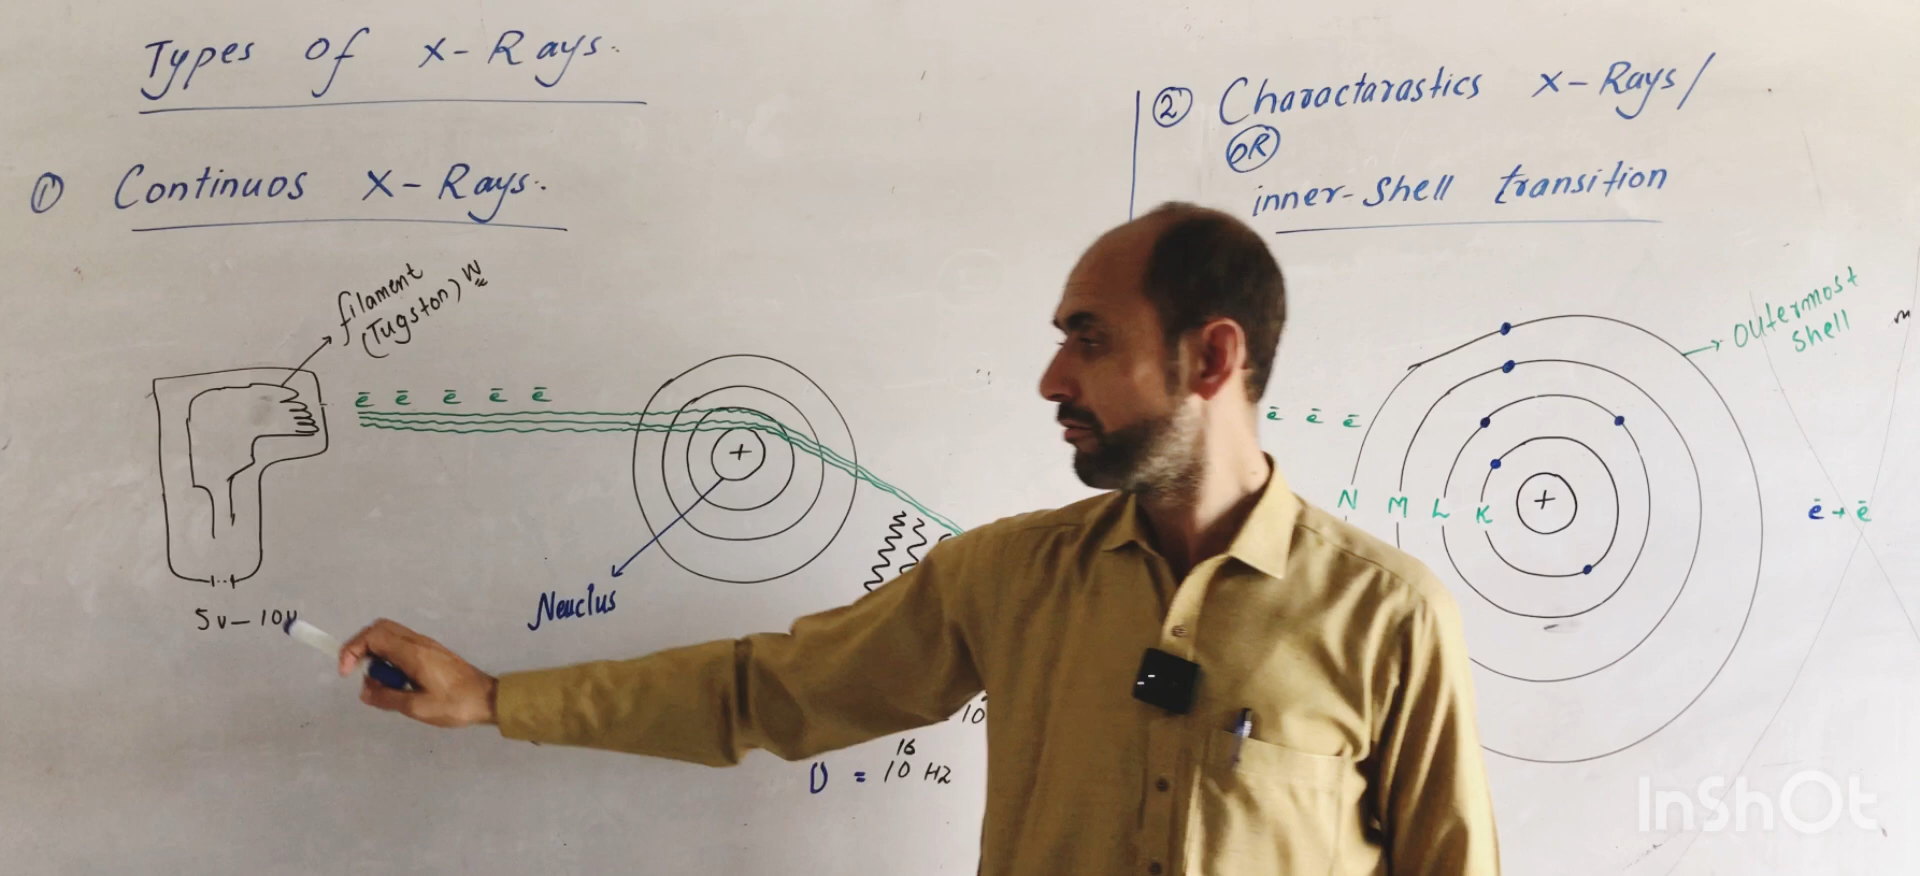 Types of X-Rays.
① Continuos X-Rays.
filament
(Tugston) W
ē ē ē ē ē
+
Neuclus
5v-10v
10
υ = 10¹⁶ HZ
② Charactarastics X-Rays/
OR
inner-shell transition
outermost
shell
ē ē ē
N M L K
+
ē + ē
InShOt